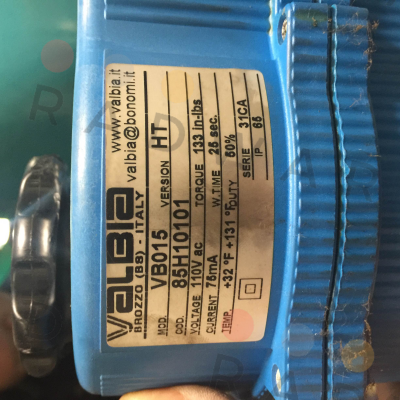 VALBIA
www.valbia.it
BROZZO (BS) - ITALY
valbia@bonomi.it
MOD. VB015 VERSION HT
COD. 85H10101
VOLTAGE 110V ac TORQUE 133 in-lbs
CURRENT 75mA W.TIME 25 sec.
TEMP. +32 °F +131 °F DUTY 50%
SERIE 31CA
IP 65